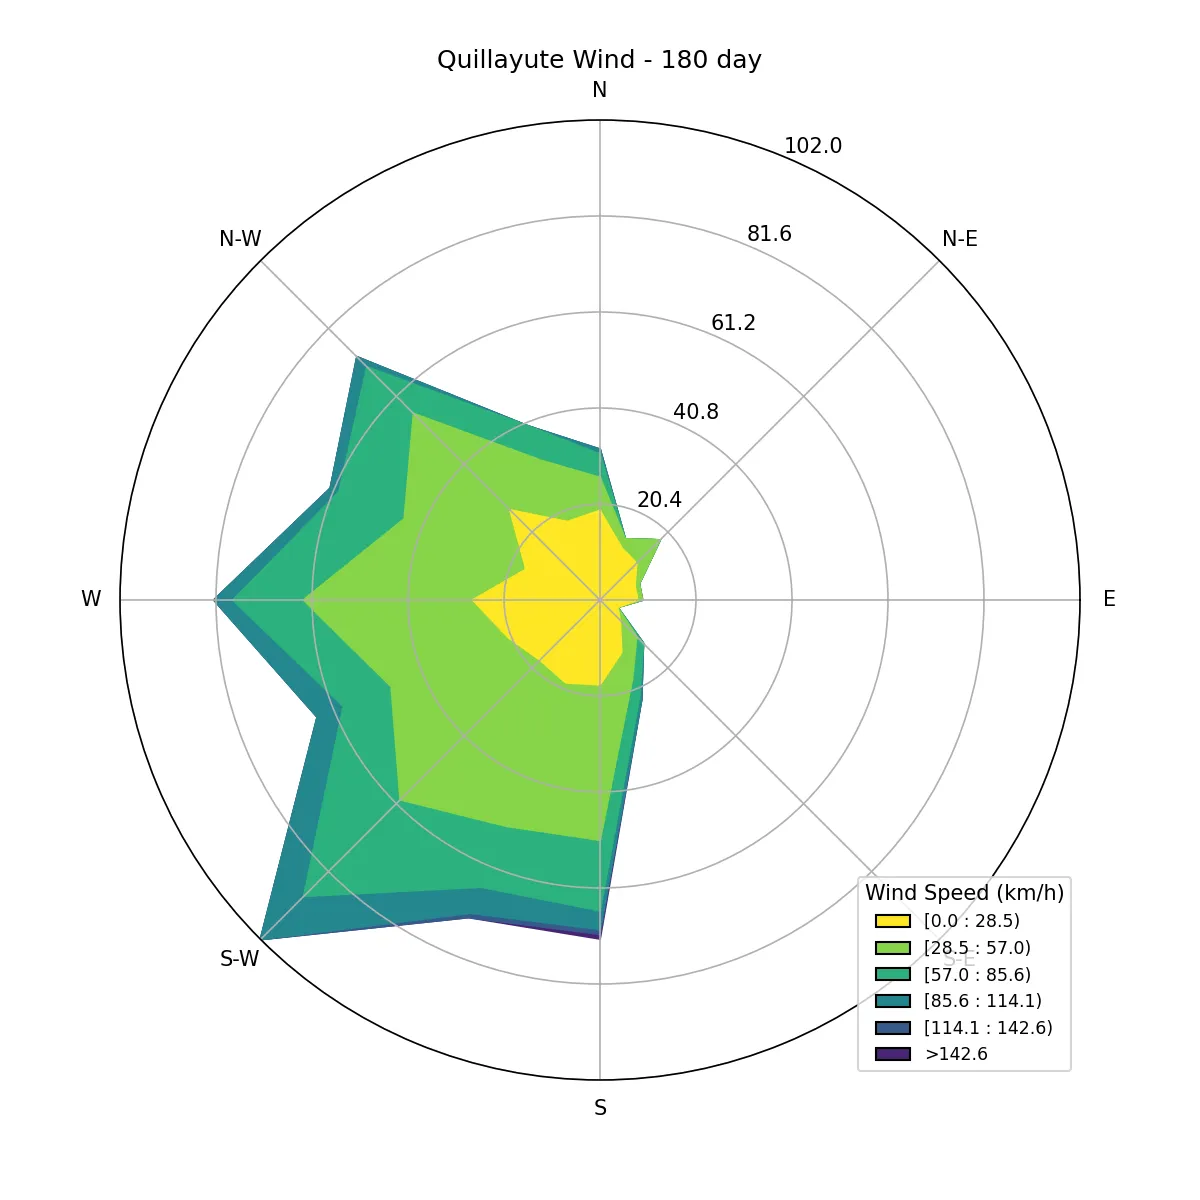 Quillayute Wind - 180 day
N
102.0
N-W
81.6
N-E
61.2
40.8
20.4
W
E
S-W
S-E
S
Wind Speed (km/h)
[0.0 : 28.5)
[28.5 : 57.0)
[57.0 : 85.6)
[85.6 : 114.1)
[114.1 : 142.6)
>142.6